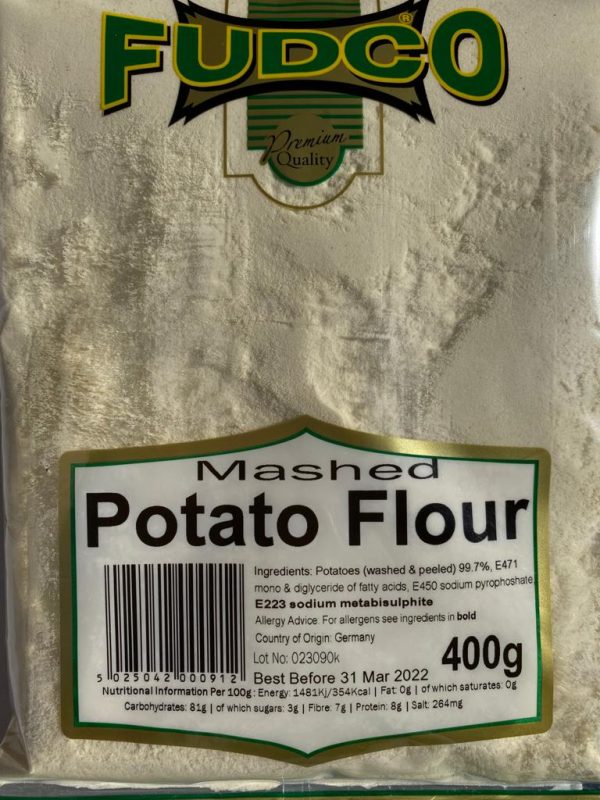 FUDCO®
Premium
Quality
Mashed
Potato Flour
Ingredients: Potatoes (washed & peeled) 99.7%, E471
mono & diglyceride of fatty acids, E450 sodium pyrophoshate
E223 sodium metabisulphite
Allergy Advice: For allergens see ingredients in bold
Country of Origin: Germany
Lot No: 023090k
400g
Best Before 31 Mar 2022
5 025042 000912
Nutritional Information Per 100g: Energy: 1481Kj/354Kcal | Fat: 0g | of which saturates: 0g
Carbohydrates: 81g | of which sugars: 3g | Fibre: 7g | Protein: 8g | Salt: 264mg